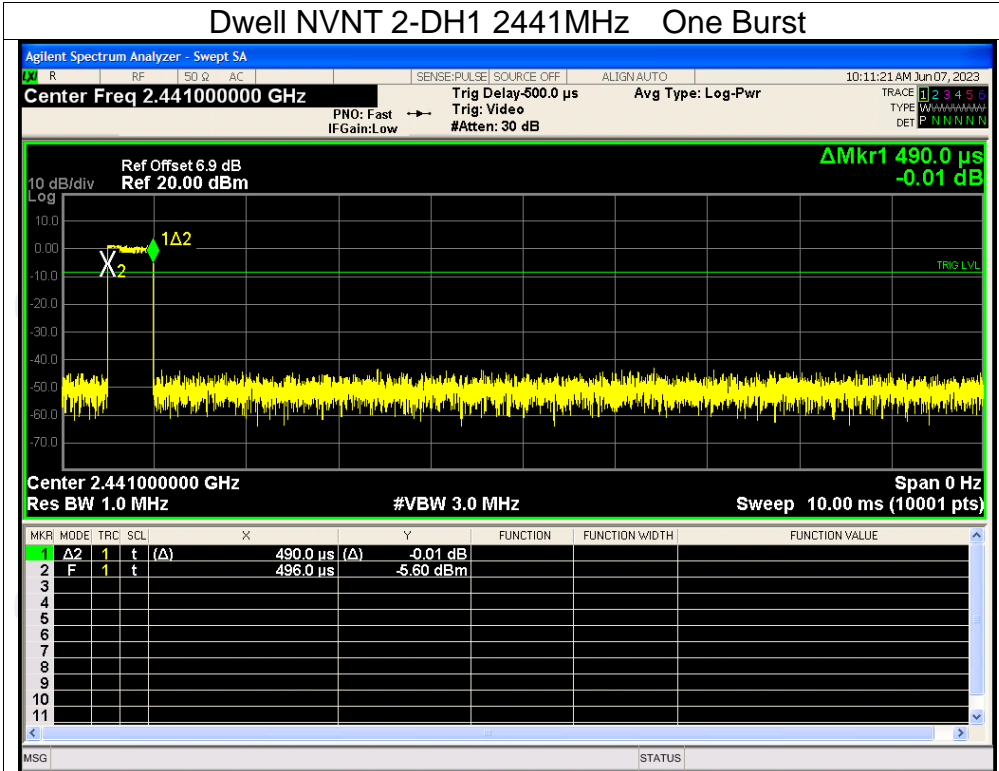 Dwell NVNT 2-DH1 2441MHz One Burst
Agilent Spectrum Analyzer - Swept SA
LXI R RF 50 Ω AC SENSE:PULSE SOURCE OFF ALIGN AUTO 10:11:21 AM Jun 07, 2023
Center Freq 2.441000000 GHz
PNO: Fast
IFGain:Low
Trig Delay-500.0 µs
Trig: Video
#Atten: 30 dB
Avg Type: Log-Pwr
TRACE 1 2 3 4 5 6
TYPE WWWWWWW
DET P N N N N N
ΔMkr1 490.0 µs
-0.01 dB
Ref Offset 6.9 dB
10 dB/div Ref 20.00 dBm
Log
10.0
0.00
-10.0
-20.0
-30.0
-40.0
-50.0
-60.0
-70.0
1Δ2
X2
TRIG LVL
Center 2.441000000 GHz Span 0 Hz
Res BW 1.0 MHz #VBW 3.0 MHz Sweep 10.00 ms (10001 pts)
MKR MODE TRC SCL X Y FUNCTION FUNCTION WIDTH FUNCTION VALUE
1 Δ2 1 t (Δ) 490.0 µs (Δ) -0.01 dB
2 F 1 t 496.0 µs -5.60 dBm
3
4
5
6
7
8
9
10
11
MSG STATUS